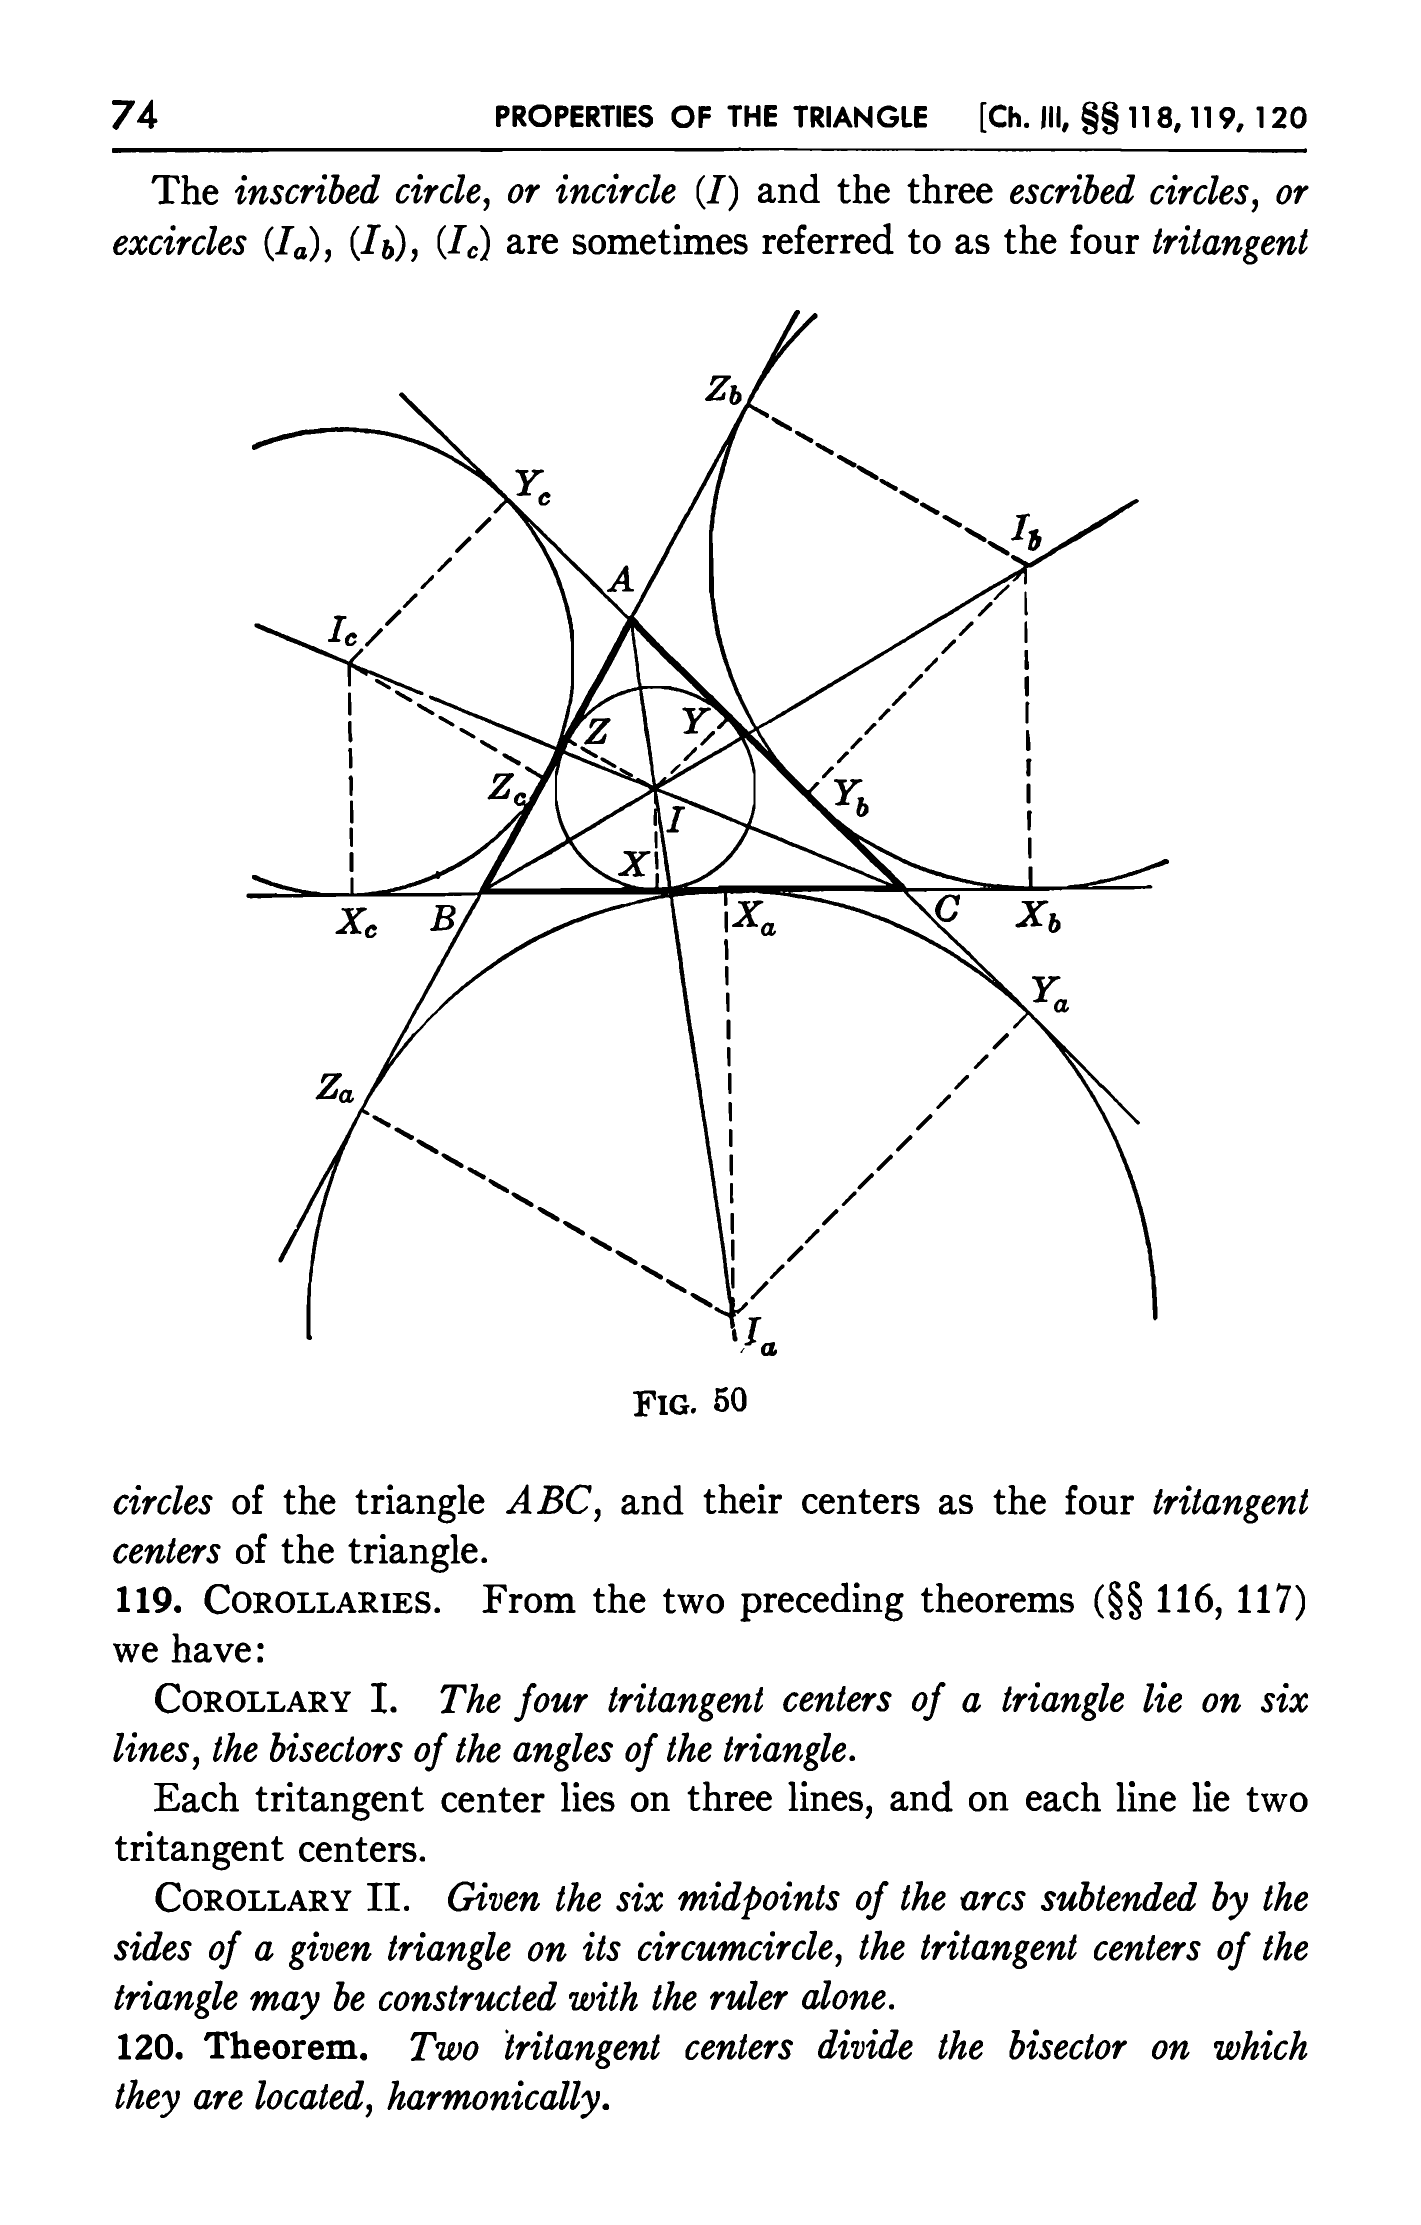 74 PROPERTIES OF THE TRIANGLE [Ch. III, §§ 118, 119, 120
The inscribed circle, or incircle (I) and the three escribed circles, or
excircles (Ia), (Ib), (Ic) are sometimes referred to as the four tritangent
Zb
Yc
Ib
A
Ic
Z
Y
Zc
Yb
I
X
Xc
B
Xa
C
Xb
Ya
Za
Ia
FIG. 50
circles of the triangle ABC, and their centers as the four tritangent
centers of the triangle.
119. COROLLARIES. From the two preceding theorems (§§ 116, 117)
we have:
COROLLARY I. The four tritangent centers of a triangle lie on six
lines, the bisectors of the angles of the triangle.
Each tritangent center lies on three lines, and on each line lie two
tritangent centers.
COROLLARY II. Given the six midpoints of the arcs subtended by the
sides of a given triangle on its circumcircle, the tritangent centers of the
triangle may be constructed with the ruler alone.
120. Theorem. Two tritangent centers divide the bisector on which
they are located, harmonically.